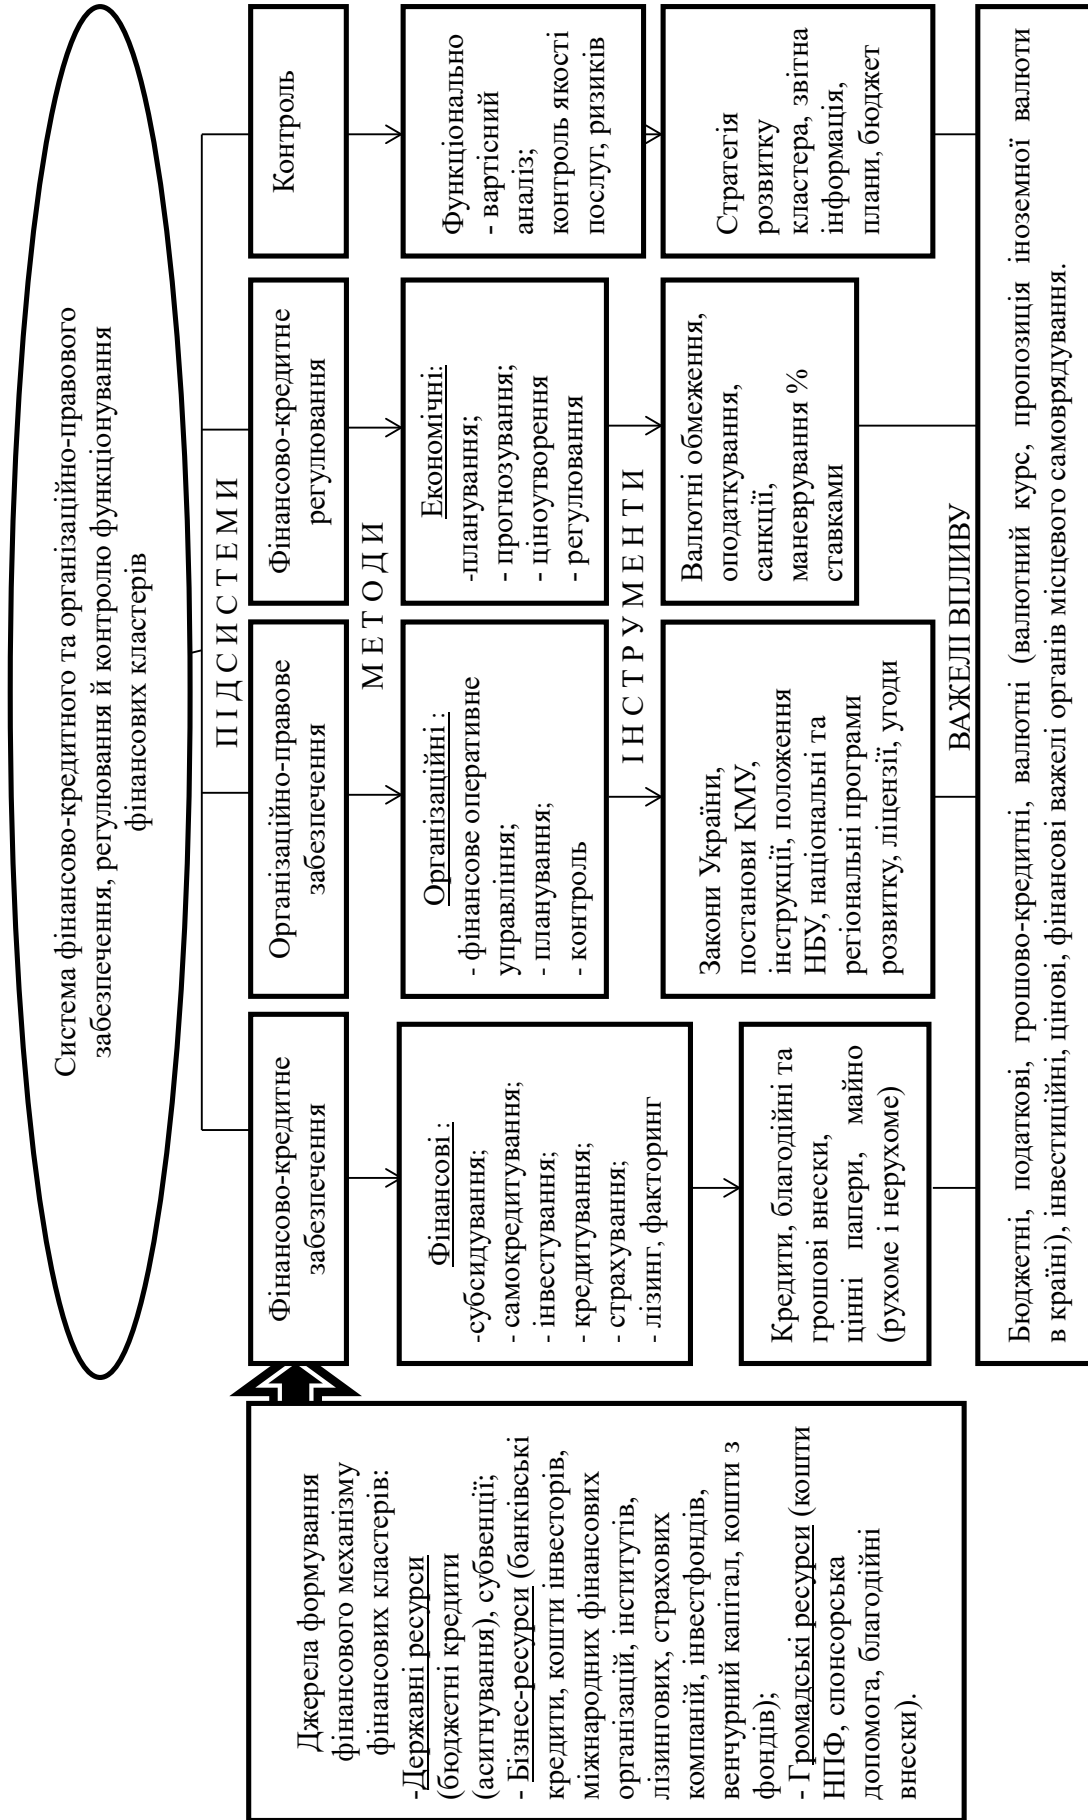 Система фінансово-кредитного та організаційно-правового
забезпечення, регулювання й контролю функціонування
фінансових кластерів
П І Д С И С Т Е М И
Фінансово-кредитне
забезпечення
Організаційно-правове
забезпечення
Фінансово-кредитне
регулювання
Контроль
М Е Т О Д И
Фінансові :
-субсидування;
- самокредитування;
- інвестування;
- кредитування;
- страхування;
- лізинг, факторинг
Організаційні :
- фінансове оперативне
управління;
- планування;
- контроль
Економічні:
-планування;
- прогнозування;
- ціноутворення
- регулювання
Функціонально
- вартісний
аналіз;
контроль якості
послуг, ризиків
І Н С Т Р У М Е Н Т И
Кредити, благодійні та
грошові внески,
цінні папери, майно
(рухоме і нерухоме)
Закони України,
постанови КМУ,
інструкції, положення
НБУ, національні та
регіональні програми
розвитку, ліцензії, угоди
Валютні обмеження,
оподаткування,
санкції,
маневрування %
ставками
Стратегія
розвитку
кластера, звітна
інформація,
плани, бюджет
ВАЖЕЛІ ВПЛИВУ
Бюджетні, податкові, грошово-кредитні, валютні (валютний курс, пропозиція іноземної валюти
в країні), інвестиційні, цінові, фінансові важелі органів місцевого самоврядування.
Джерела формування
фінансового механізму
фінансових кластерів:
-Державні ресурси
(бюджетні кредити
(асигнування), субвенції;
- Бізнес-ресурси (банківські
кредити, кошти інвесторів,
міжнародних фінансових
організацій, інститутів,
лізингових, страхових
компаній, інвестфондів,
венчурний капітал, кошти з
фондів);
- Громадські ресурси (кошти
НПФ, спонсорська
допомога, благодійні
внески).